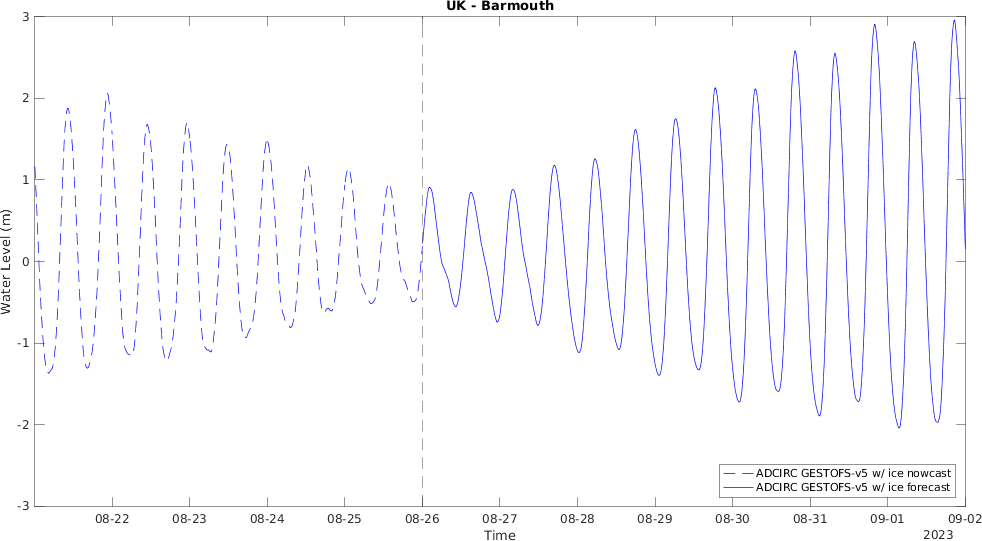 UK - Barmouth
3
2
1
0
-1
-2
-3
Water Level (m)
ADCIRC GESTOFS-v5 w/ ice nowcast
ADCIRC GESTOFS-v5 w/ ice forecast
08-22 08-23 08-24 08-25 08-26 08-27 08-28 08-29 08-30 08-31 09-01 09-02
Time
2023